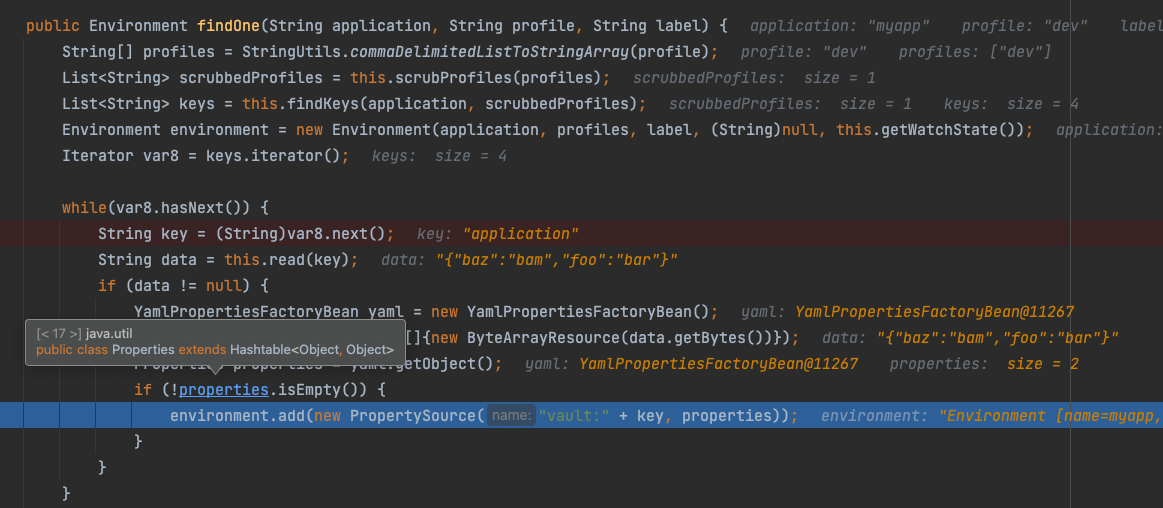 public Environment findOne(String application, String profile, String label) { application: "myapp" profile: "dev" label
String[] profiles = StringUtils.commaDelimitedListToStringArray(profile); profile: "dev" profiles: ["dev"]
List<String> scrubbedProfiles = this.scrubProfiles(profiles); scrubbedProfiles: size = 1
List<String> keys = this.findKeys(application, scrubbedProfiles); scrubbedProfiles: size = 1 keys: size = 4
Environment environment = new Environment(application, profiles, label, (String)null, this.getWatchState()); application:
Iterator var8 = keys.iterator(); keys: size = 4
while(var8.hasNext()) {
String key = (String)var8.next(); key: "application"
String data = this.read(key); data: "{"baz":"bam","foo":"bar"}"
if (data != null) {
YamlPropertiesFactoryBean yaml = new YamlPropertiesFactoryBean(); yaml: YamlPropertiesFactoryBean@11267
[< 17 >] java.util
[]{new ByteArrayResource(data.getBytes())}); data: "{"baz":"bam","foo":"bar"}"
public class Properties extends Hashtable<Object, Object>
Properties properties = yaml.getObject(); yaml: YamlPropertiesFactoryBean@11267 properties: size = 2
if (!properties.isEmpty()) {
environment.add(new PropertySource( name: "vault:" + key, properties)); environment: "Environment [name=myapp,
}
}
}